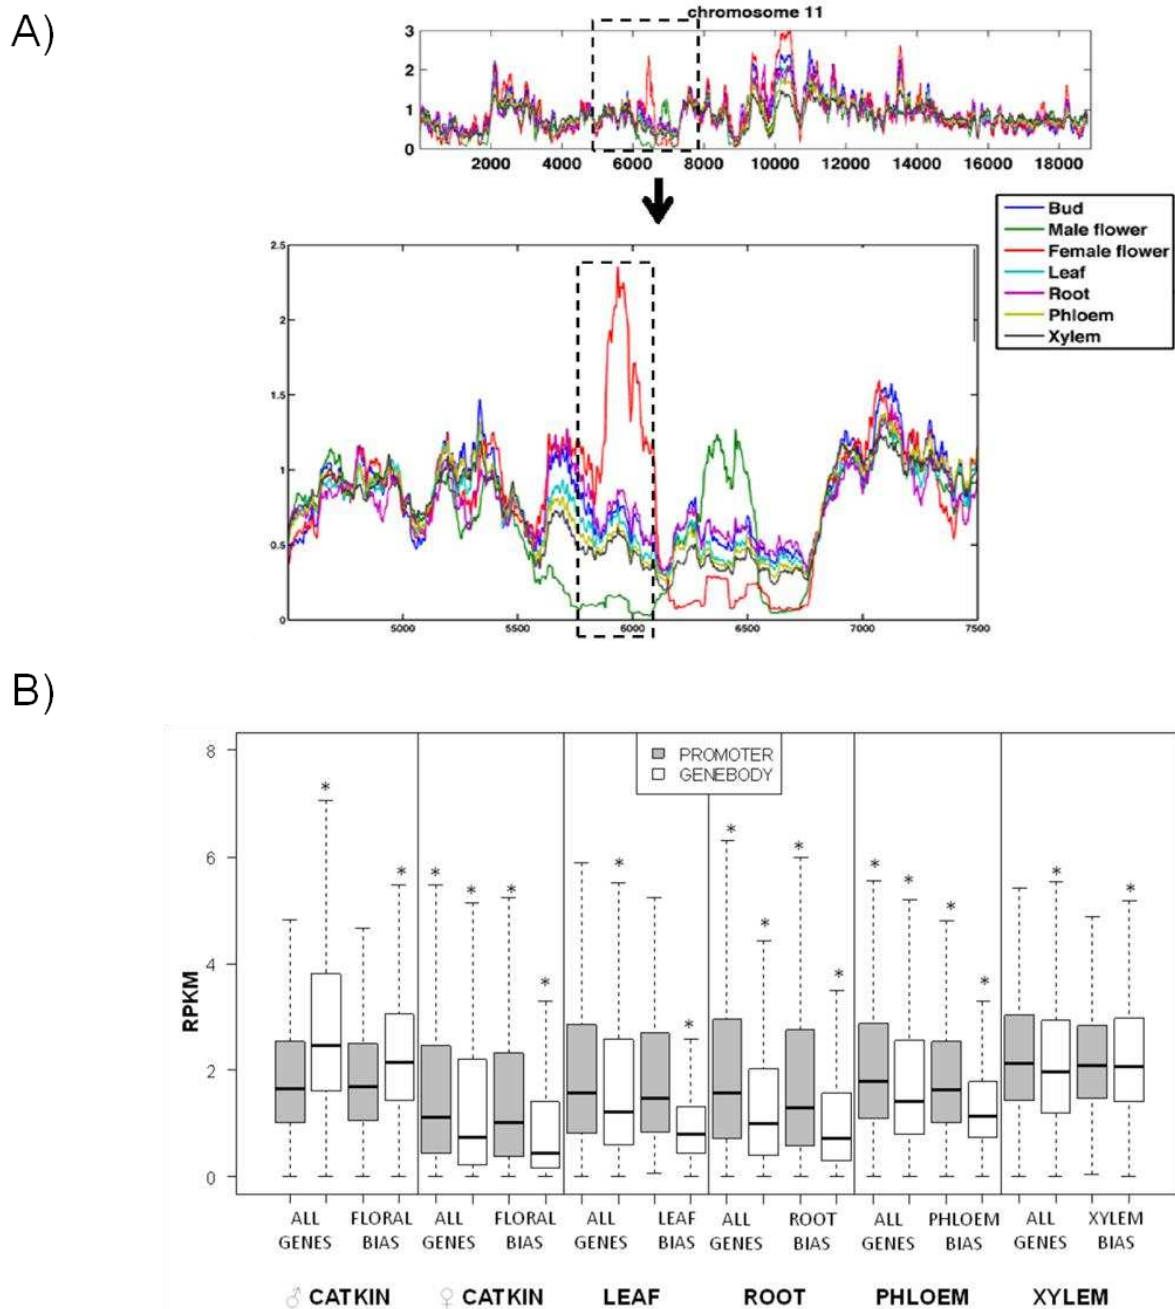 A)
chromosome 11
3
2
1
0
2000 4000 6000 8000 10000 12000 14000 16000 18000
Bud
Male flower
Female flower
Leaf
Root
Phloem
Xylem
2.5
2
1.5
1
0.5
0
5000 5500 6000 6500 7000 7500
B)
PROMOTER
GENEBODY
8
6
4
2
0
RPKM
* * * * * * * * * * * * * * * * *
ALL GENES
FLORAL BIAS
ALL GENES
FLORAL BIAS
ALL GENES
LEAF BIAS
ALL GENES
ROOT BIAS
ALL GENES
PHLOEM BIAS
ALL GENES
XYLEM BIAS
♂ CATKIN ♀ CATKIN LEAF ROOT PHLOEM XYLEM